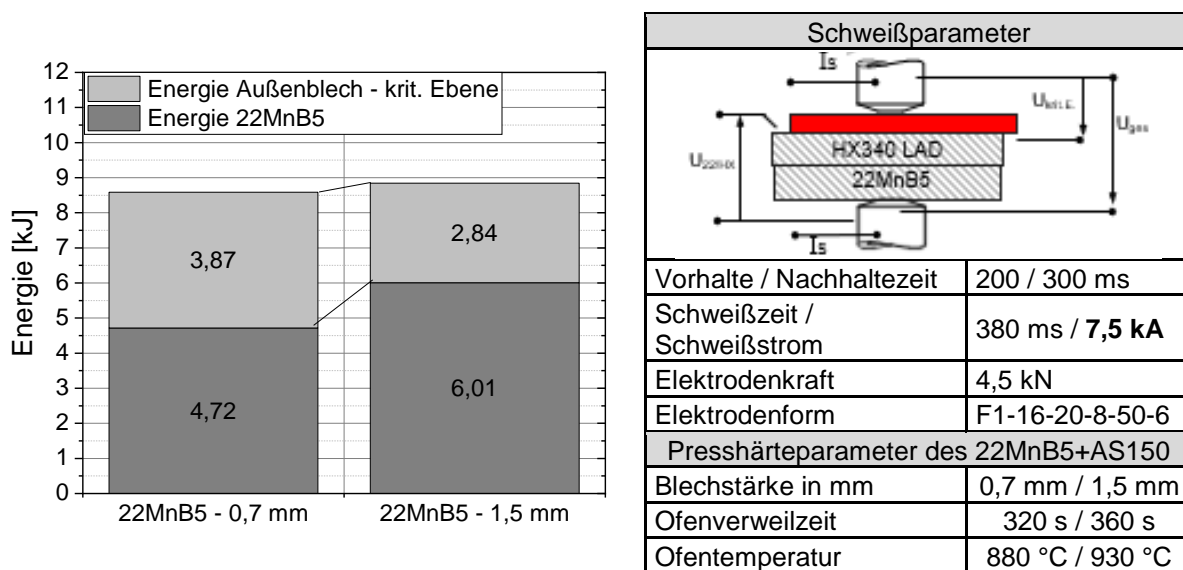 Energie [kJ]
12
11
10
9
8
7
6
5
4
3
2
1
0
Energie Außenblech - krit. Ebene
Energie 22MnB5
3,87
4,72
2,84
6,01
22MnB5 - 0,7 mm
22MnB5 - 1,5 mm
Schweißparameter
Is
Ukrit.E.
Uges
HX340 LAD
22MnB5
Is
Vorhalte / Nachhaltezeit 200 / 300 ms
Schweißzeit /
Schweißstrom
380 ms / 7,5 kA
Elektrodenkraft 4,5 kN
Elektrodenform F1-16-20-8-50-6
Presshärteparameter des 22MnB5+AS150
Blechstärke in mm 0,7 mm / 1,5 mm
Ofenverweilzeit 320 s / 360 s
Ofentemperatur 880 °C / 930 °C